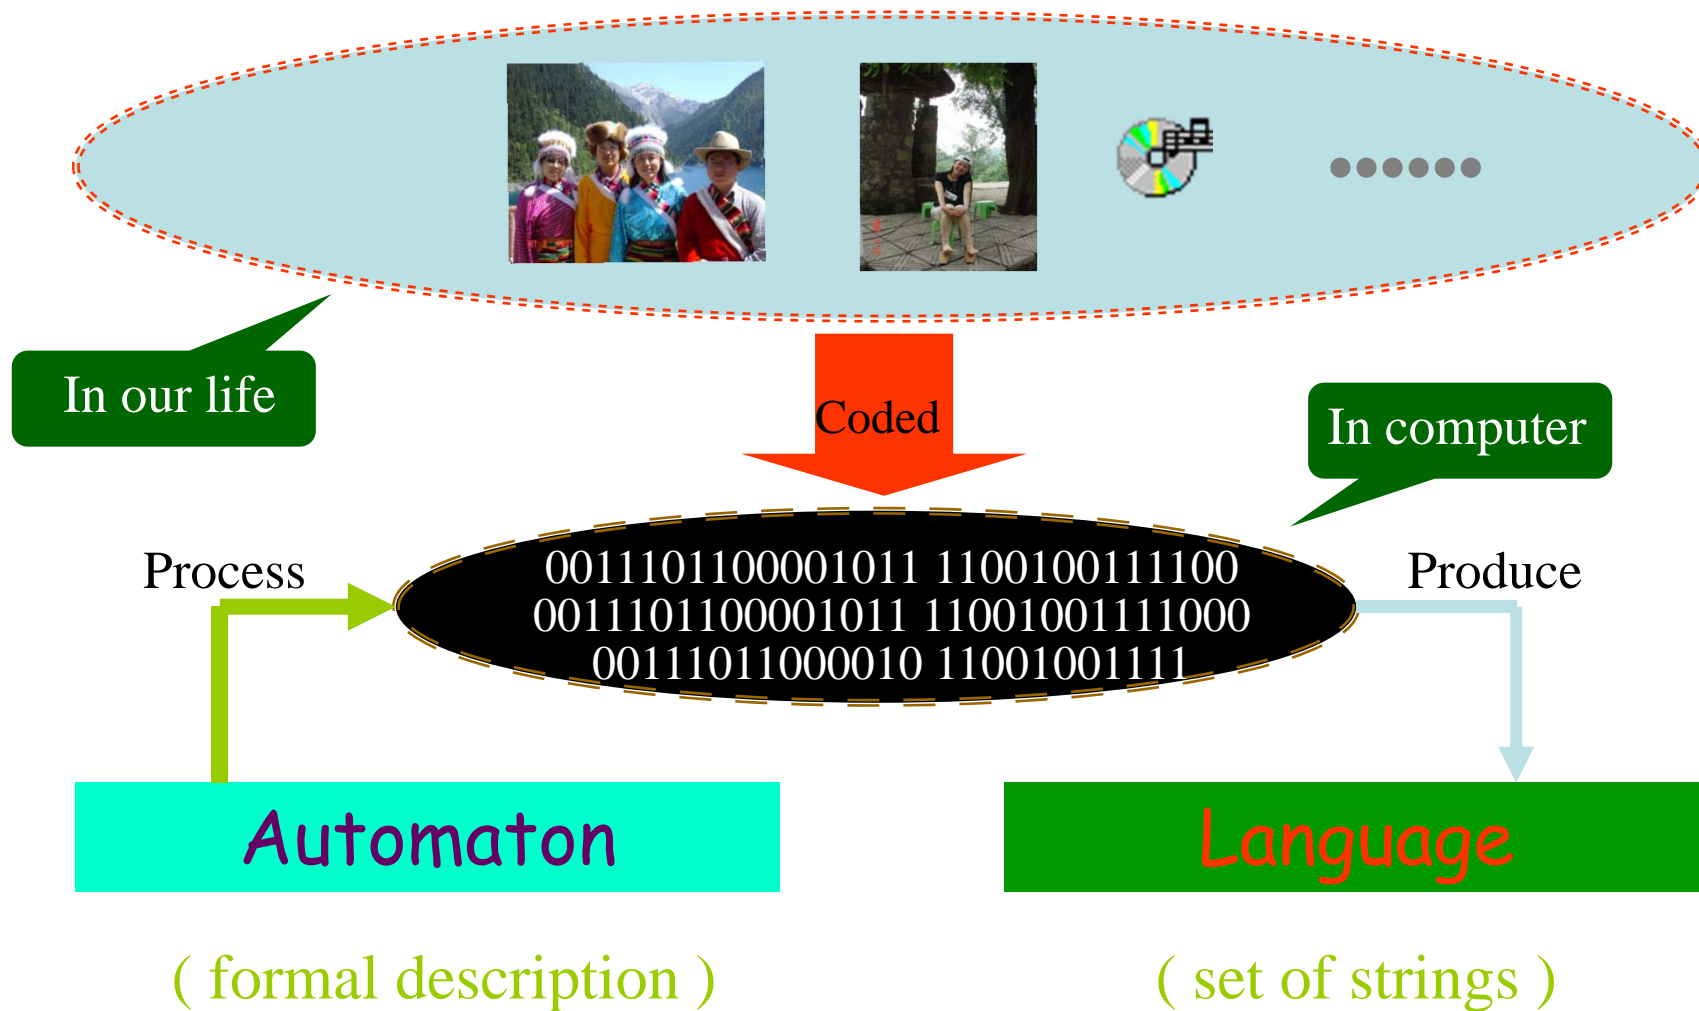 In our life
Coded
In computer
Process
0011101100001011 1100100111100
0011101100001011 11001001111000
00111011000010 11001001111
Produce
Automaton
Language
( formal description )
( set of strings )